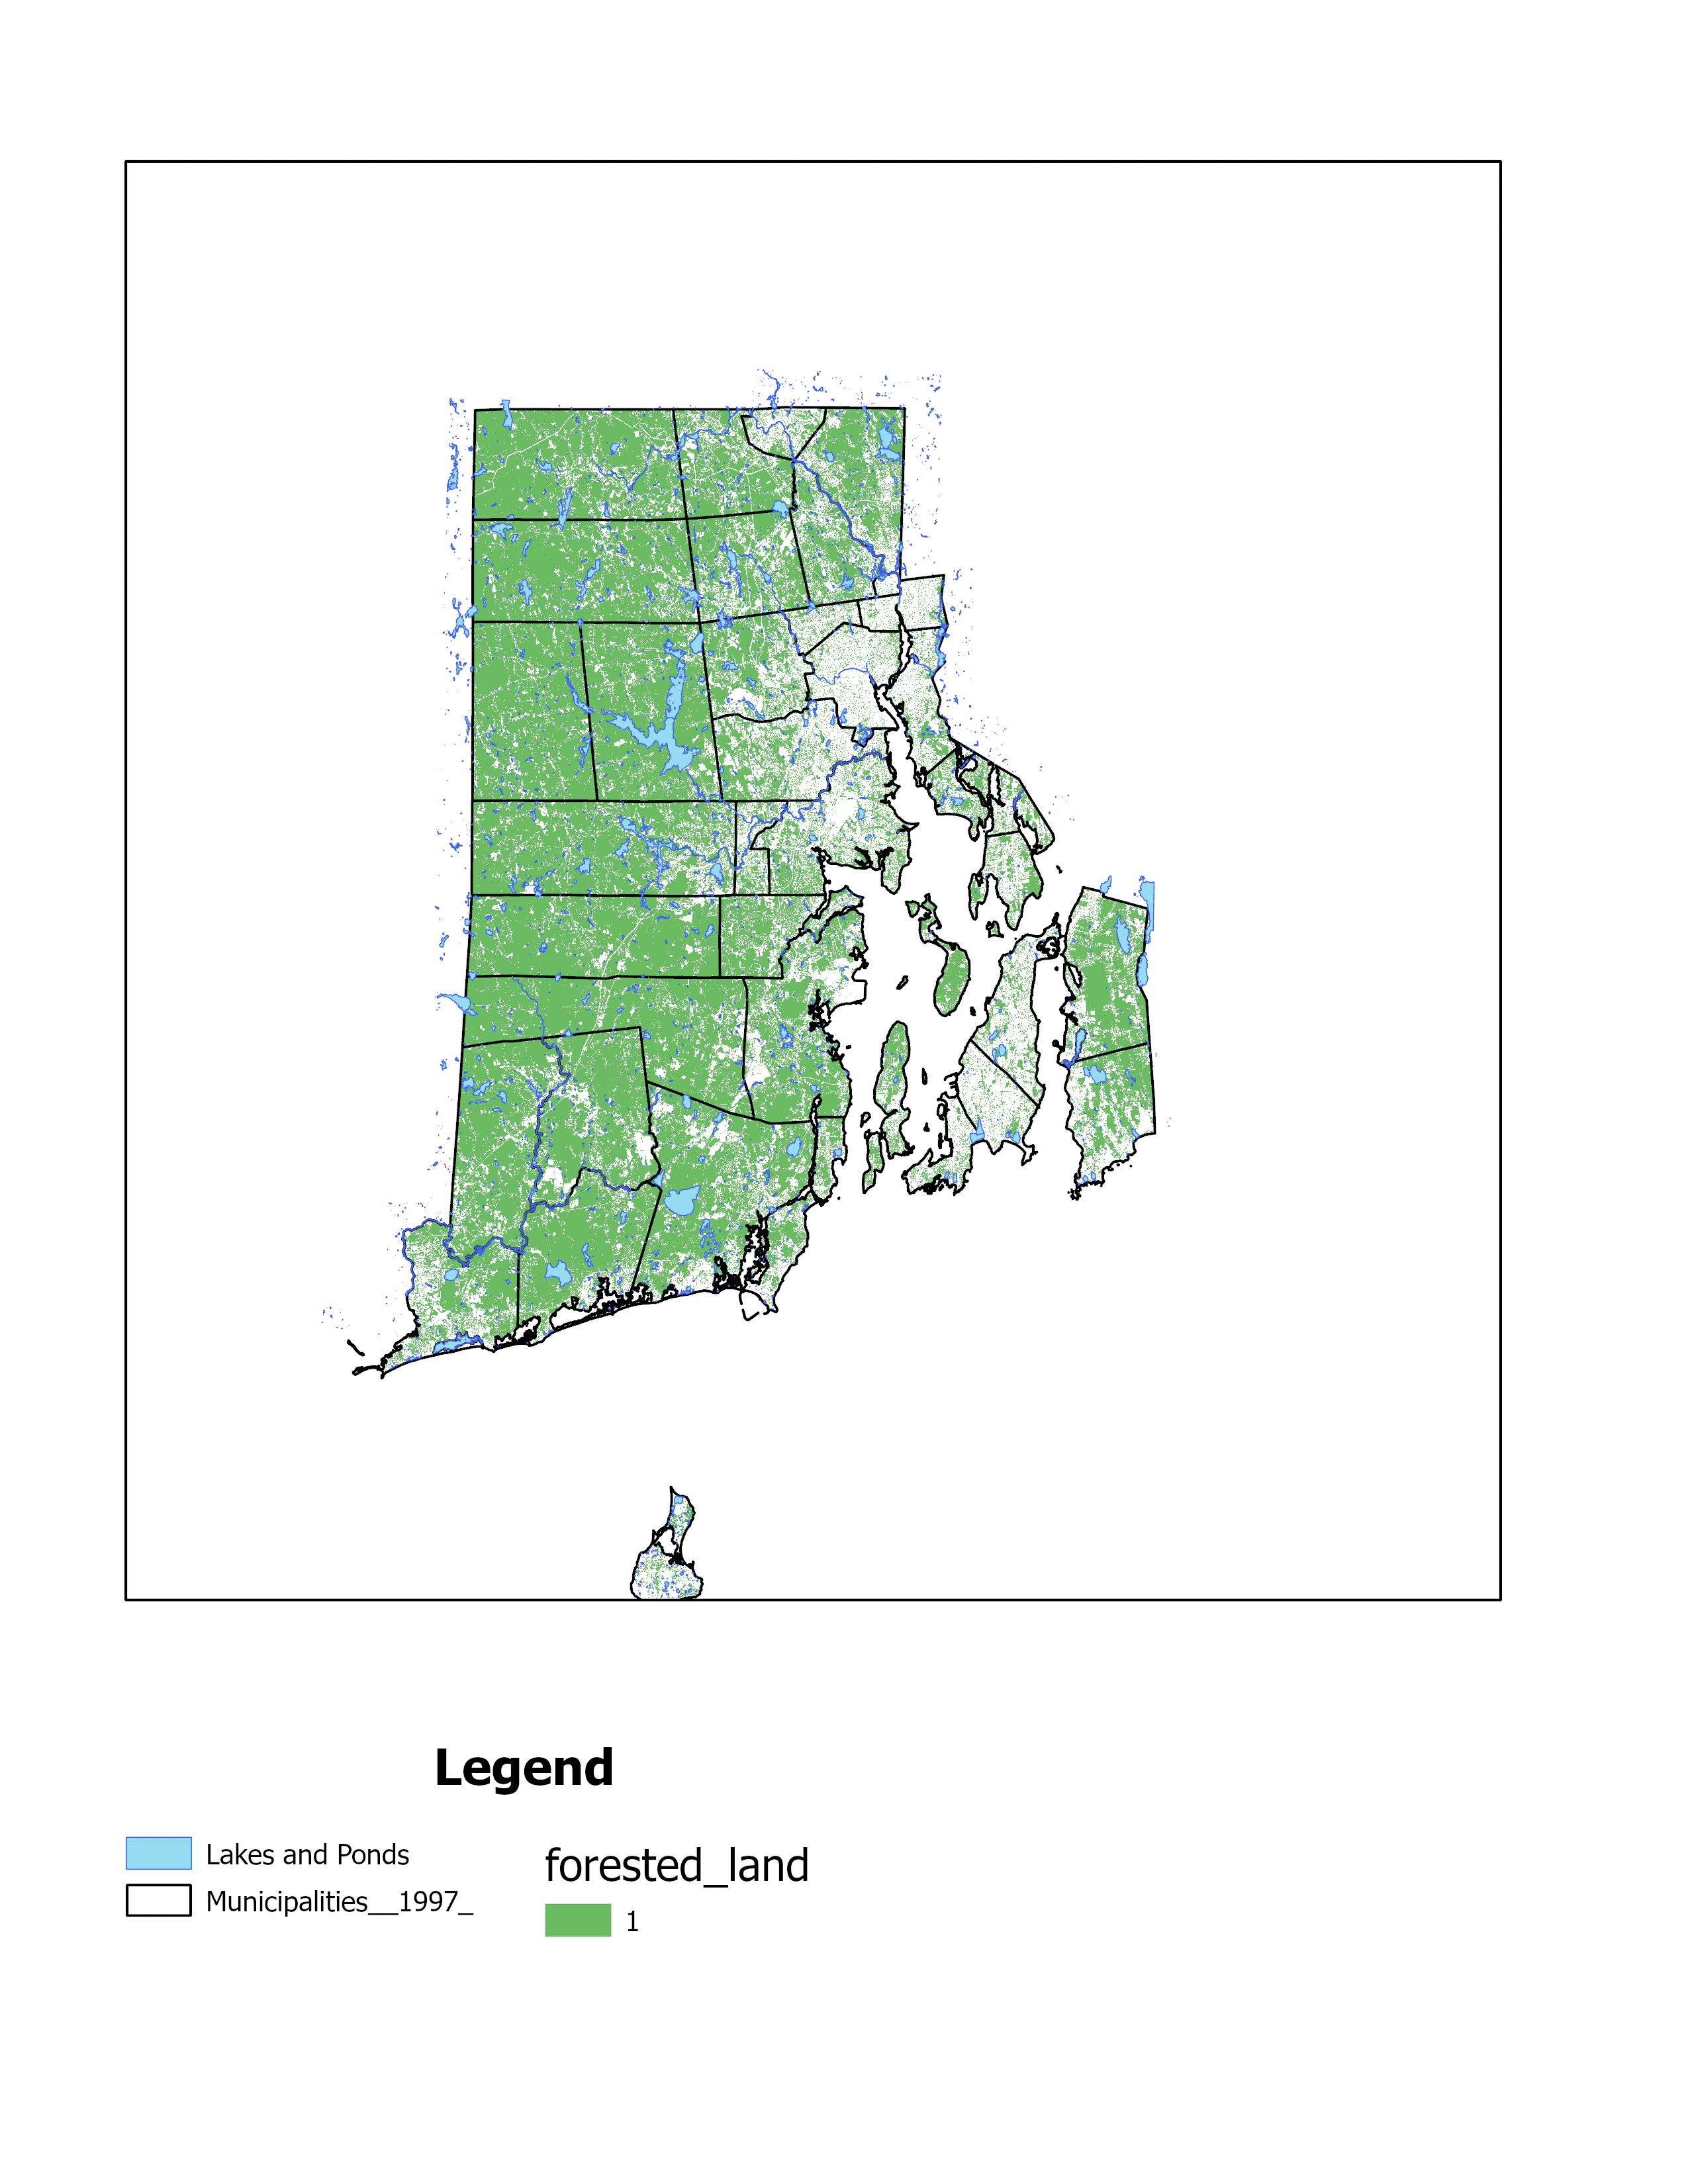 Legend
Lakes and Ponds
Municipalities__1997_
forested_land
1